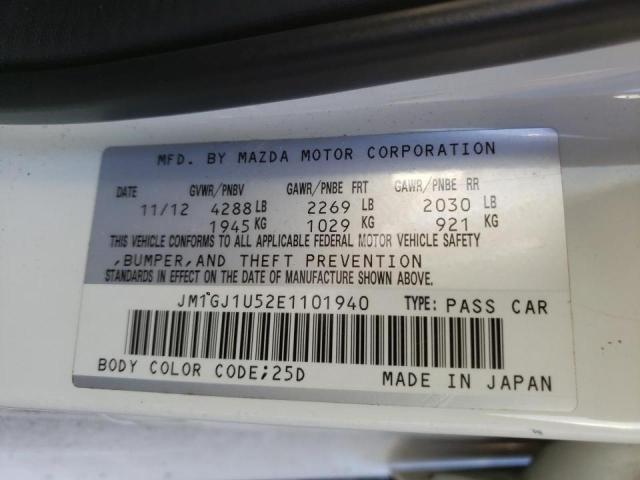 MFD. BY MAZDA MOTOR CORPORATION
DATE GVWR/PNBV GAWR/PNBE FRT GAWR/PNBE RR
11/12 4288 LB 2269 LB 2030 LB
1945 KG 1029 KG 921 KG
THIS VEHICLE CONFORMS TO ALL APPLICABLE FEDERAL MOTOR VEHICLE SAFETY
,BUMPER,AND THEFT PREVENTION
STANDARDS IN EFFECT ON THE DATE OF MANUFACTURE SHOWN ABOVE.
JM1GJ1U52E1101940 TYPE: PASS CAR
BODY COLOR CODE;25D MADE IN JAPAN